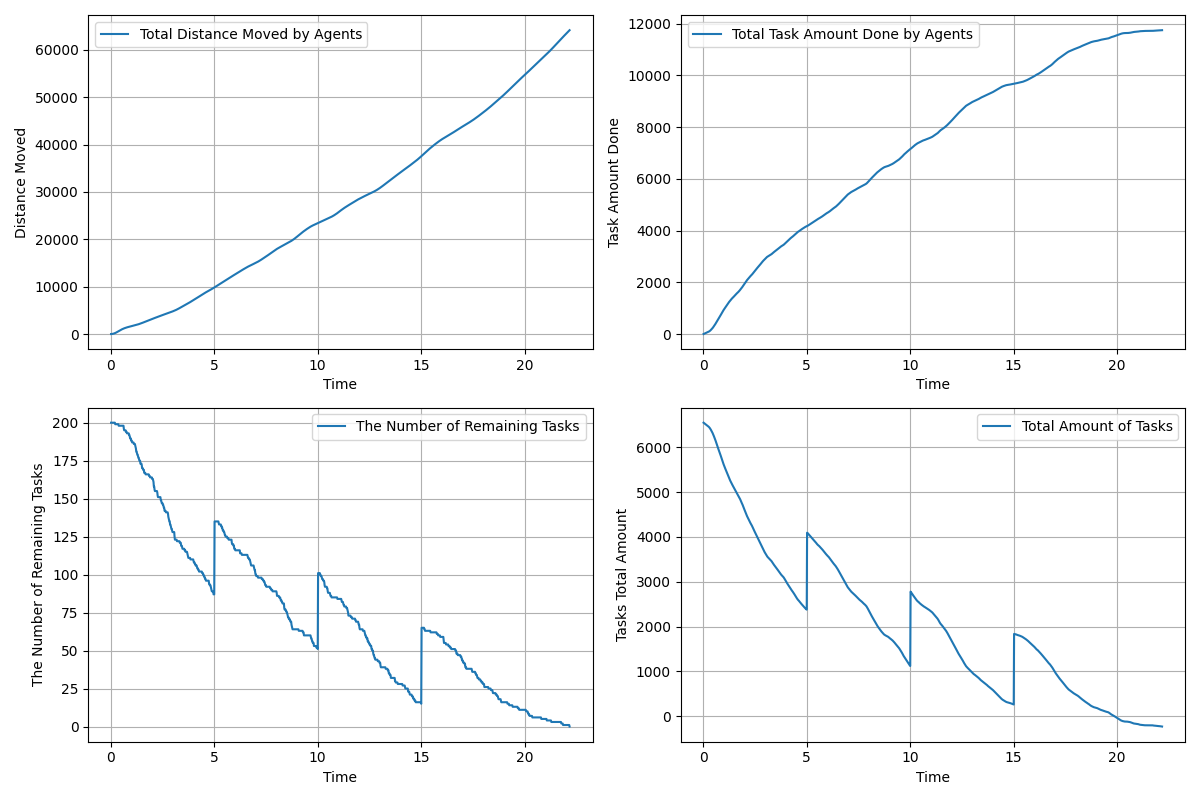 Total Distance Moved by Agents
60000
50000
40000
30000
20000
10000
0
Distance Moved
0 5 10 15 20
Time
Total Task Amount Done by Agents
12000
10000
8000
6000
4000
2000
0
Task Amount Done
0 5 10 15 20
Time
The Number of Remaining Tasks
200
175
150
125
100
75
50
25
0
The Number of Remaining Tasks
0 5 10 15 20
Time
Total Amount of Tasks
6000
5000
4000
3000
2000
1000
0
Tasks Total Amount
0 5 10 15 20
Time